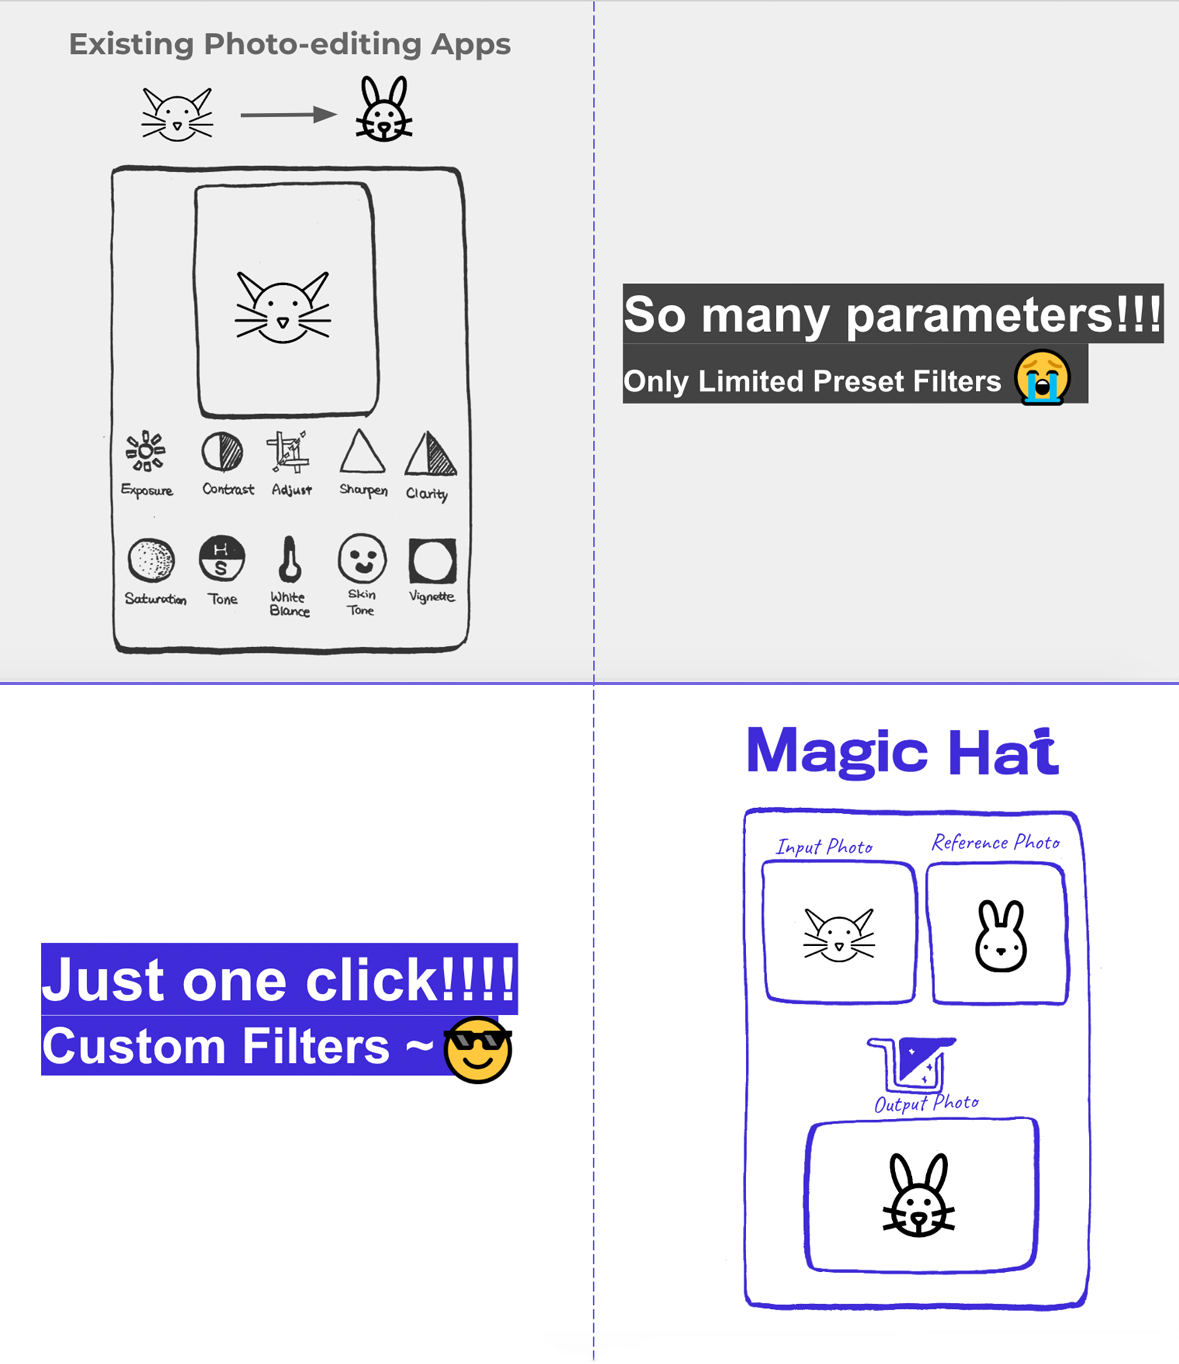 Existing Photo-editing Apps
So many parameters!!!
Only Limited Preset Filters 😭
Exposure Contrast Adjust Sharpen Clarity
H
S
Saturation Tone White Blance Skin Tone Vignette
Magic Hat
Input Photo Reference Photo
Just one click!!!!
Custom Filters ~ 😎
Output Photo